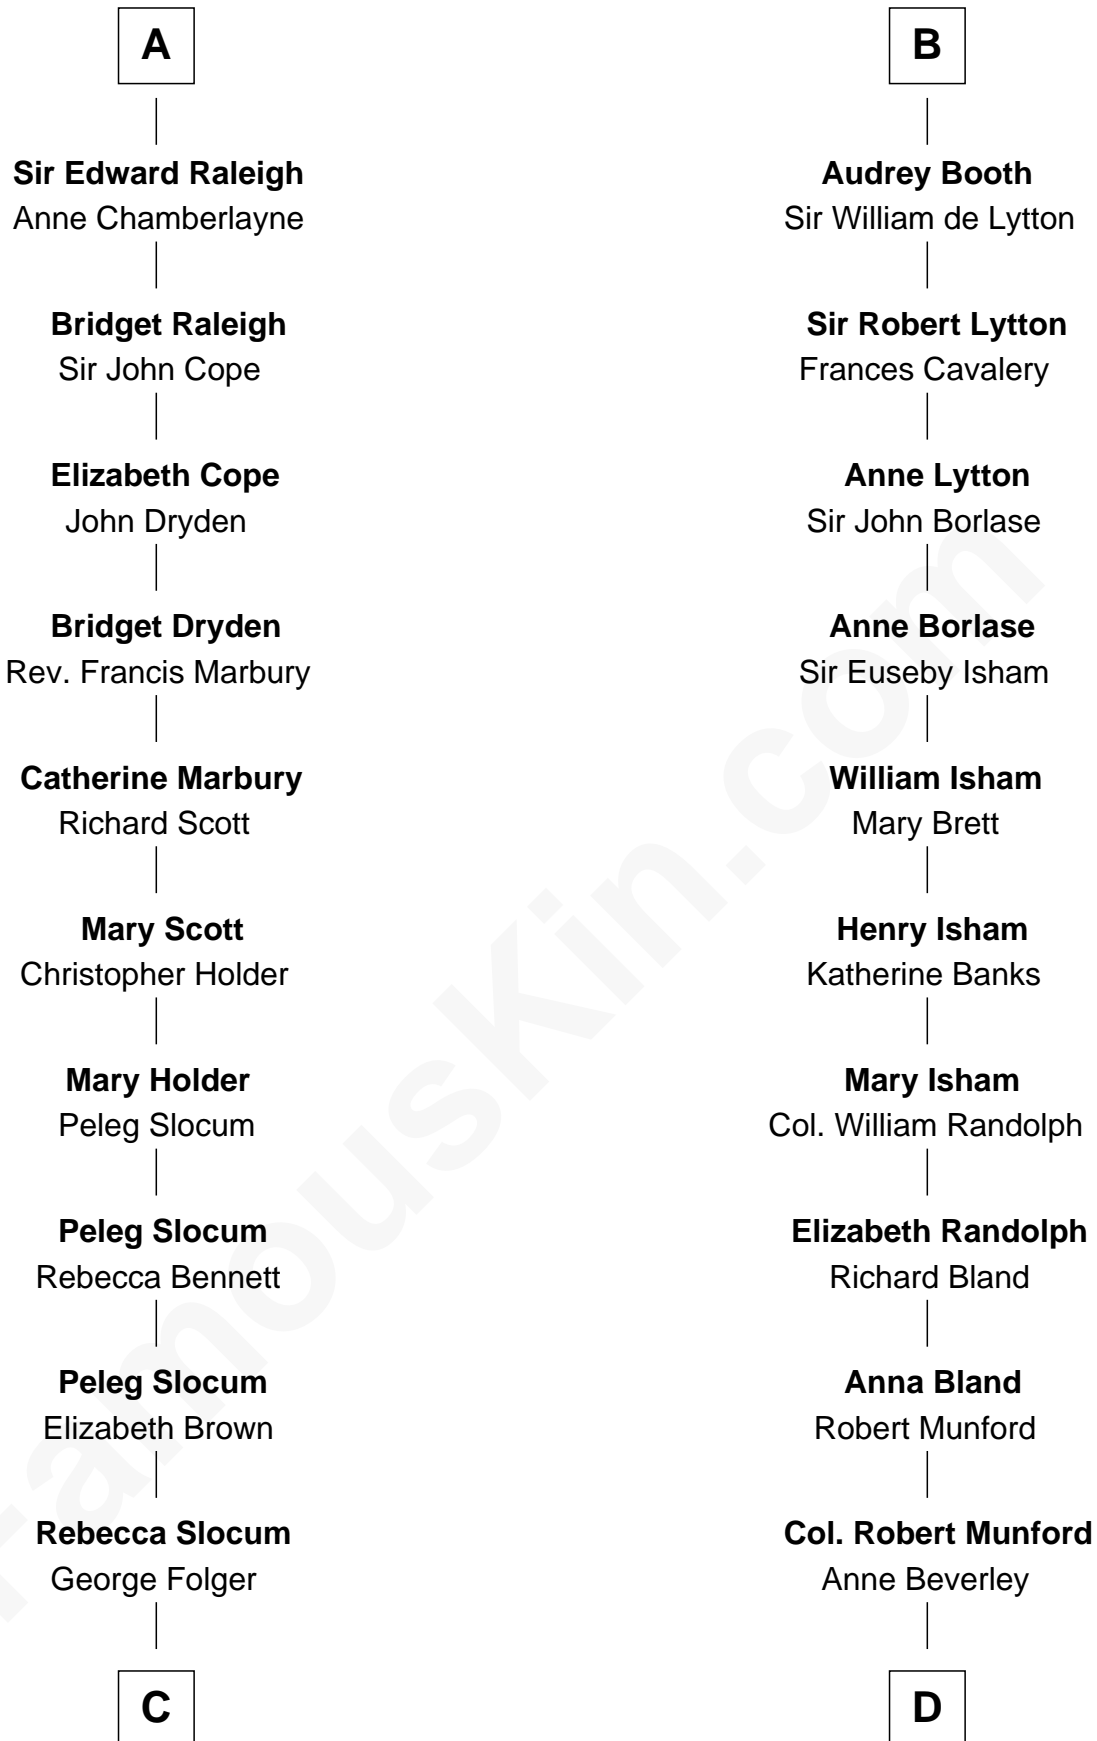 A
Sir Edward Raleigh
Anne Chamberlayne
Bridget Raleigh
Sir John Cope
Elizabeth Cope
John Dryden
Bridget Dryden
Rev. Francis Marbury
Catherine Marbury
Richard Scott
Mary Scott
Christopher Holder
Mary Holder
Peleg Slocum
Peleg Slocum
Rebecca Bennett
Peleg Slocum
Elizabeth Brown
Rebecca Slocum
George Folger
C
B
Audrey Booth
Sir William de Lytton
Sir Robert Lytton
Frances Cavalery
Anne Lytton
Sir John Borlase
Anne Borlase
Sir Euseby Isham
William Isham
Mary Brett
Henry Isham
Katherine Banks
Mary Isham
Col. William Randolph
Elizabeth Randolph
Richard Bland
Anna Bland
Robert Munford
Col. Robert Munford
Anne Beverley
D
FamousKin.com